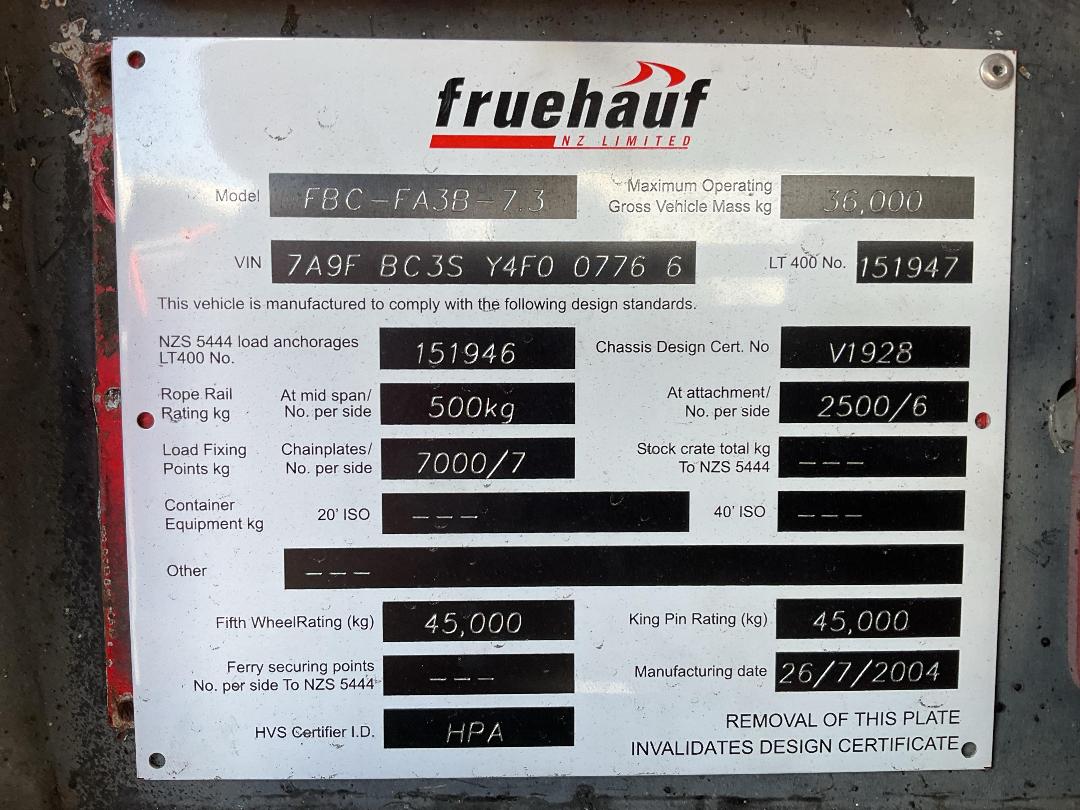 fruehauf
NZ LIMITED
Model FBC-FA3B-7.3 Maximum Operating Gross Vehicle Mass kg 36,000
VIN 7A9F BC3S Y4F0 0776 6 LT 400 No. 151947
This vehicle is manufactured to comply with the following design standards.
NZS 5444 load anchorages LT400 No. 151946 Chassis Design Cert. No V1928
Rope Rail Rating kg At mid span/ No. per side 500kg At attachment/ No. per side 2500/6
Load Fixing Points kg Chainplates/ No. per side 7000/7 Stock crate total kg To NZS 5444 ---
Container Equipment kg 20' ISO --- 40' ISO ---
Other ---
Fifth WheelRating (kg) 45,000 King Pin Rating (kg) 45,000
Ferry securing points No. per side To NZS 5444 --- Manufacturing date 26/7/2004
HVS Certifier I.D. HPA REMOVAL OF THIS PLATE
INVALIDATES DESIGN CERTIFICATE